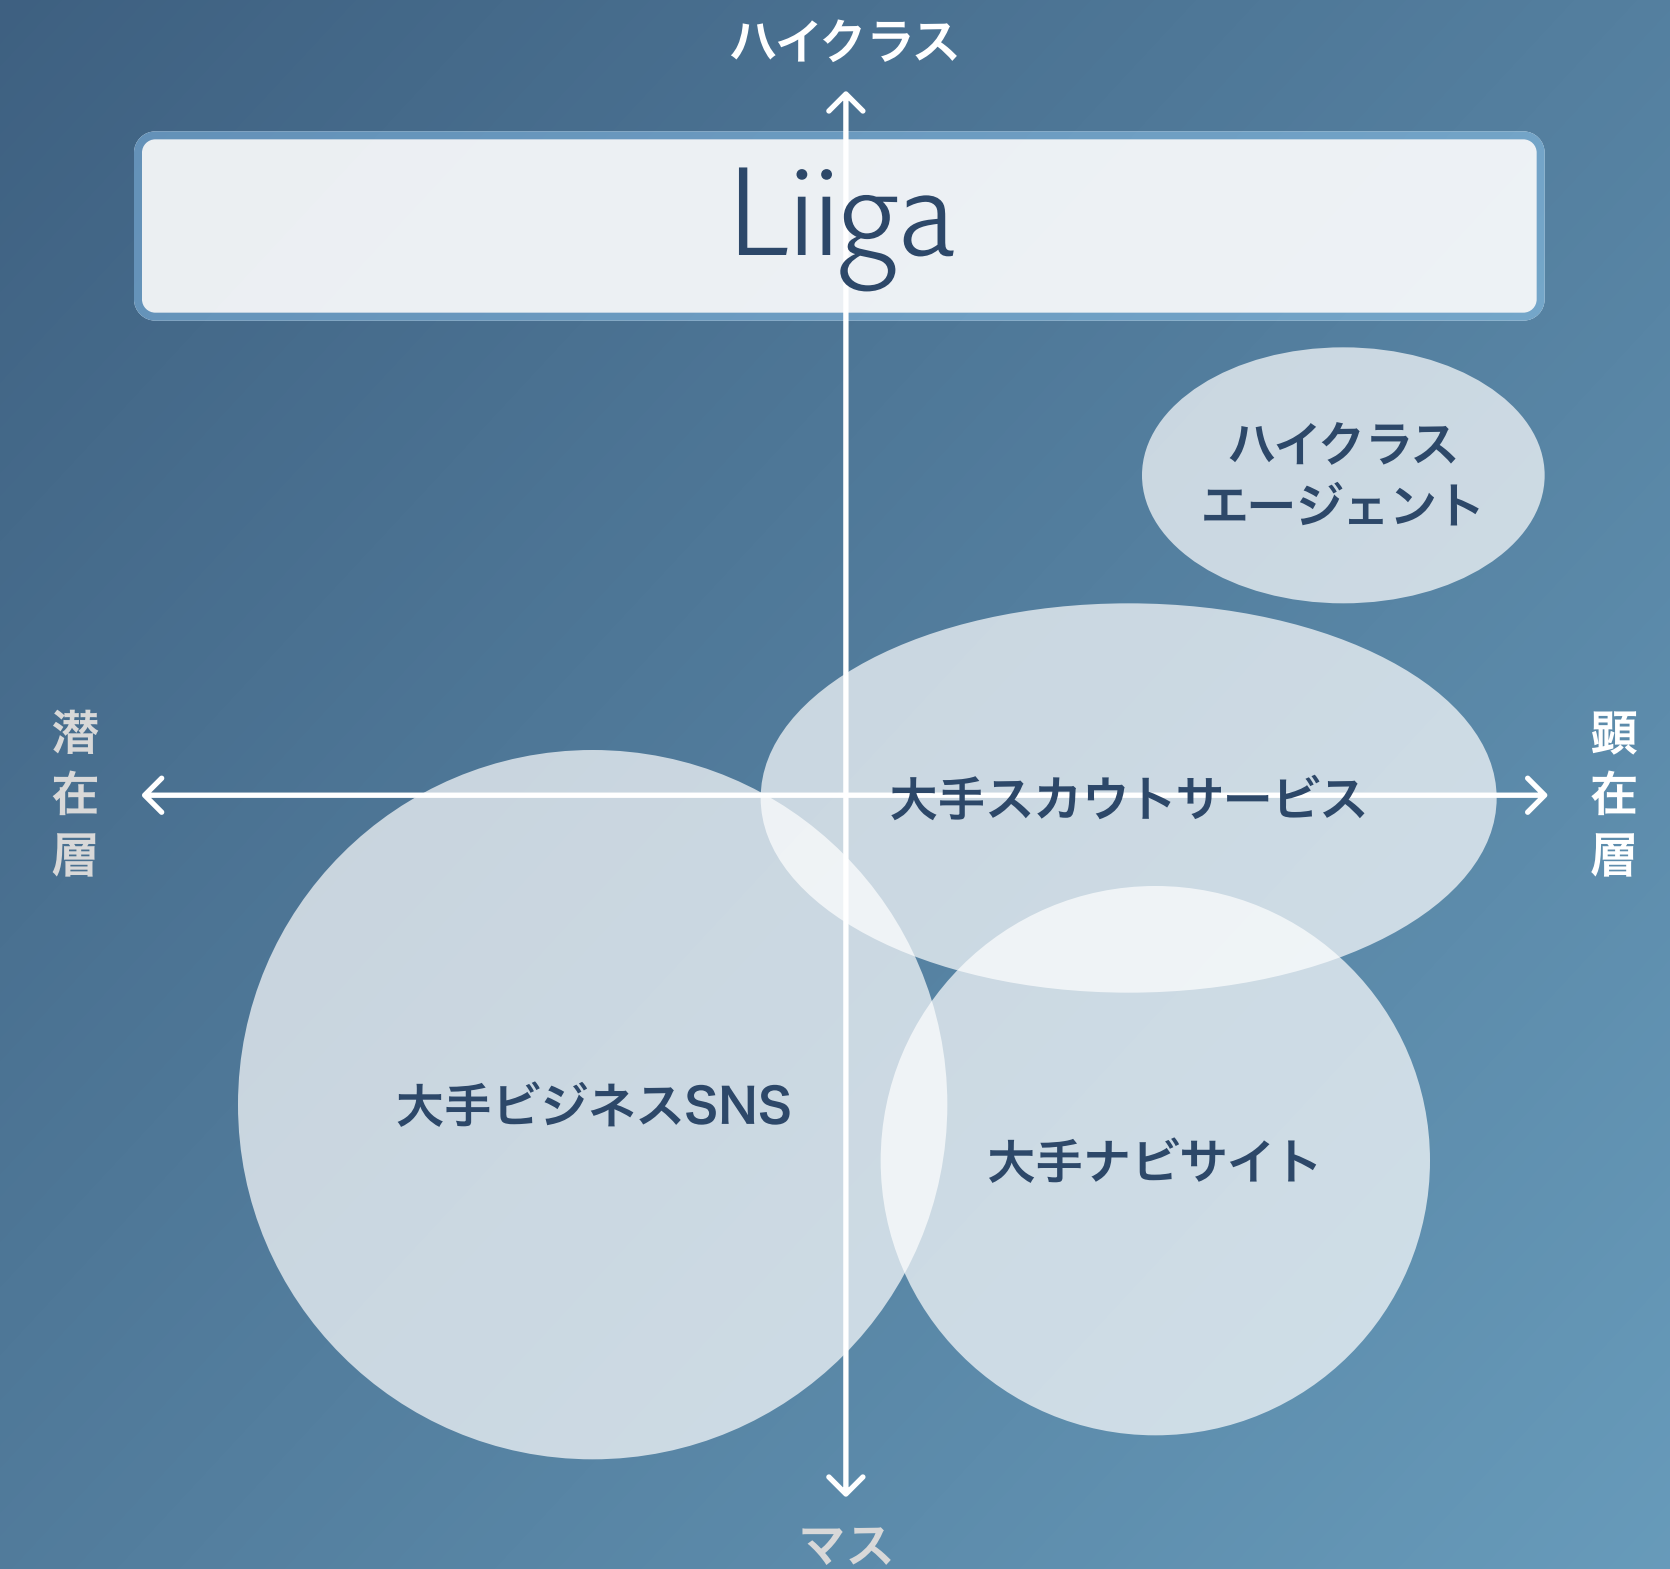 ハイクラス
Liiga
ハイクラス
エージェント
潜在層
顕在層
大手スカウトサービス
大手ビジネスSNS
大手ナビサイト
マス